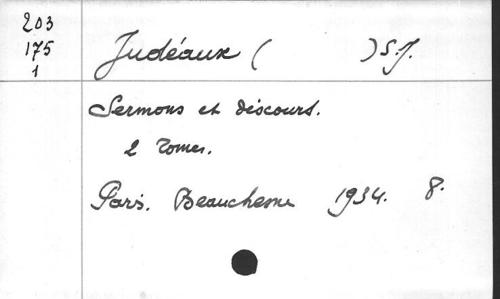 203
175
1
Judéaux ( ) S.J.
Sermons et discours.
2 Tomes.
Paris. Beauchesne 1934. 8.